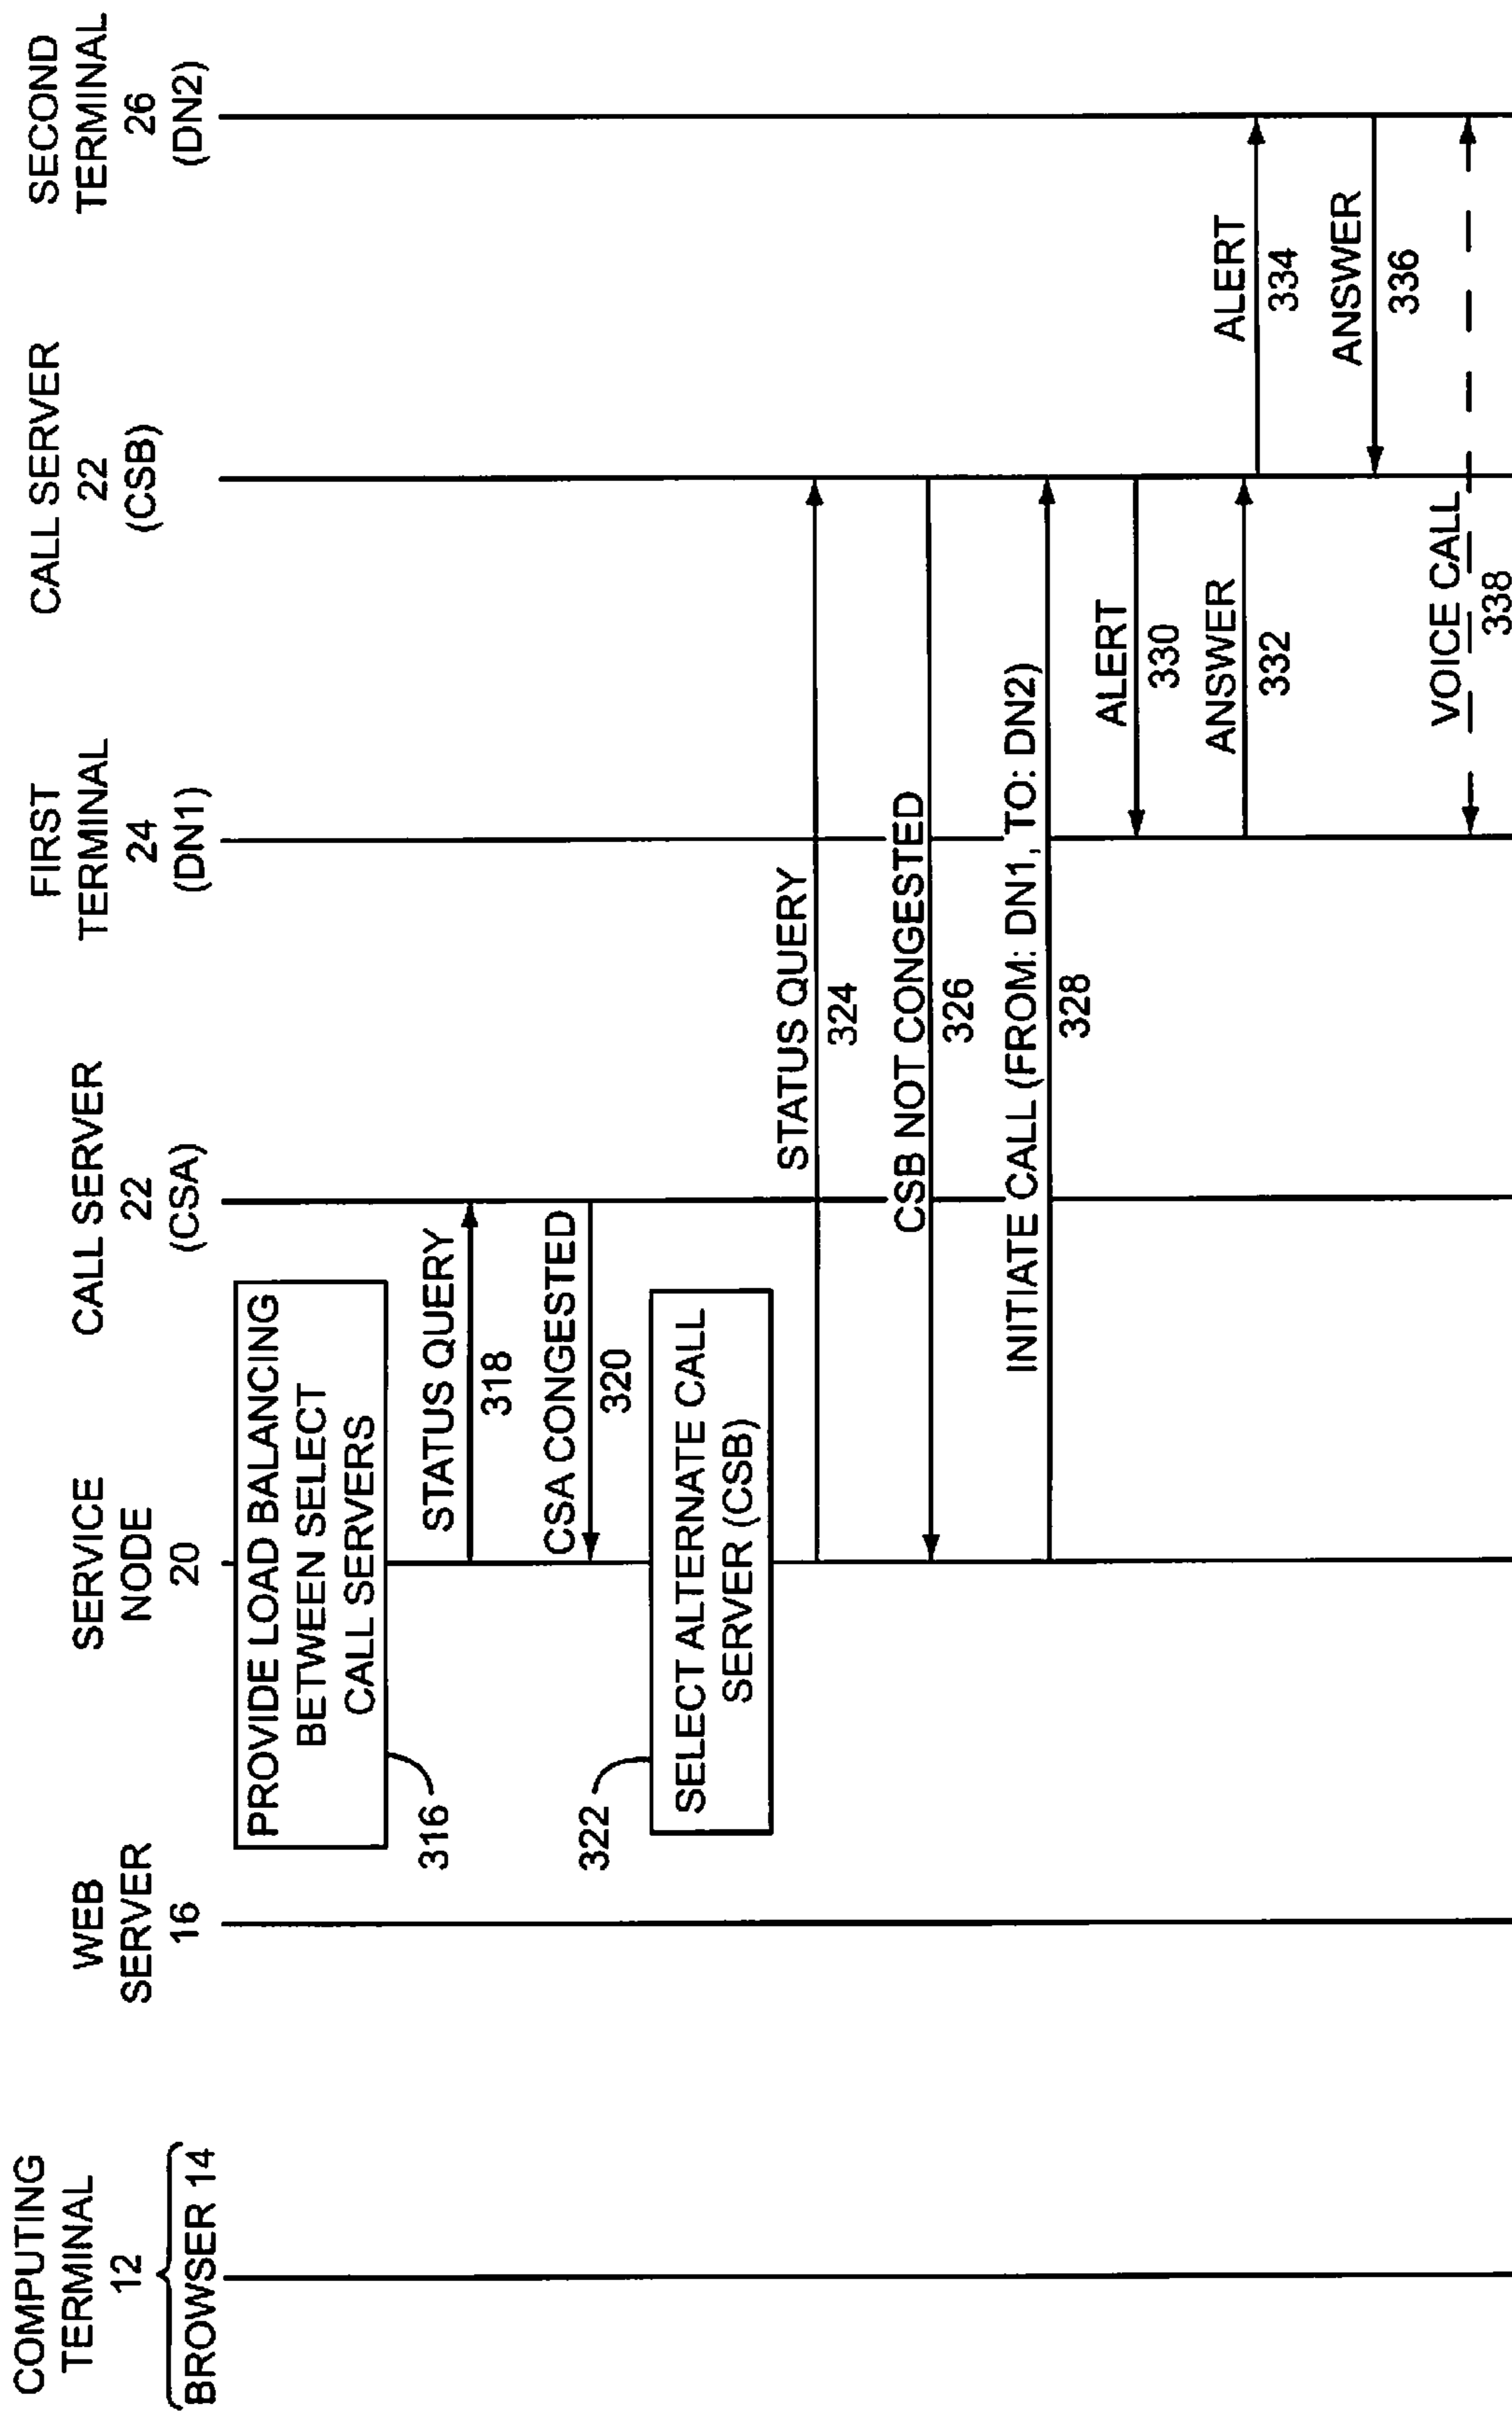 COMPUTING
TERMINAL
12
BROWSER 14
WEB
SERVER
16
SERVICE
NODE
20
CALL SERVER
22
(CSA)
FIRST
TERMINAL
24
(DN1)
CALL SERVER
22
(CSB)
SECOND
TERMINAL
26
(DN2)
PROVIDE LOAD BALANCING
BETWEEN SELECT
CALL SERVERS
316
STATUS QUERY
318
CSA CONGESTED
320
322
SELECT ALTERNATE CALL
SERVER (CSB)
STATUS QUERY
324
CSB NOT CONGESTED
326
INITIATE CALL (FROM: DN1, TO: DN2)
328
ALERT
330
ANSWER
332
ALERT
334
ANSWER
336
VOICE CALL
338